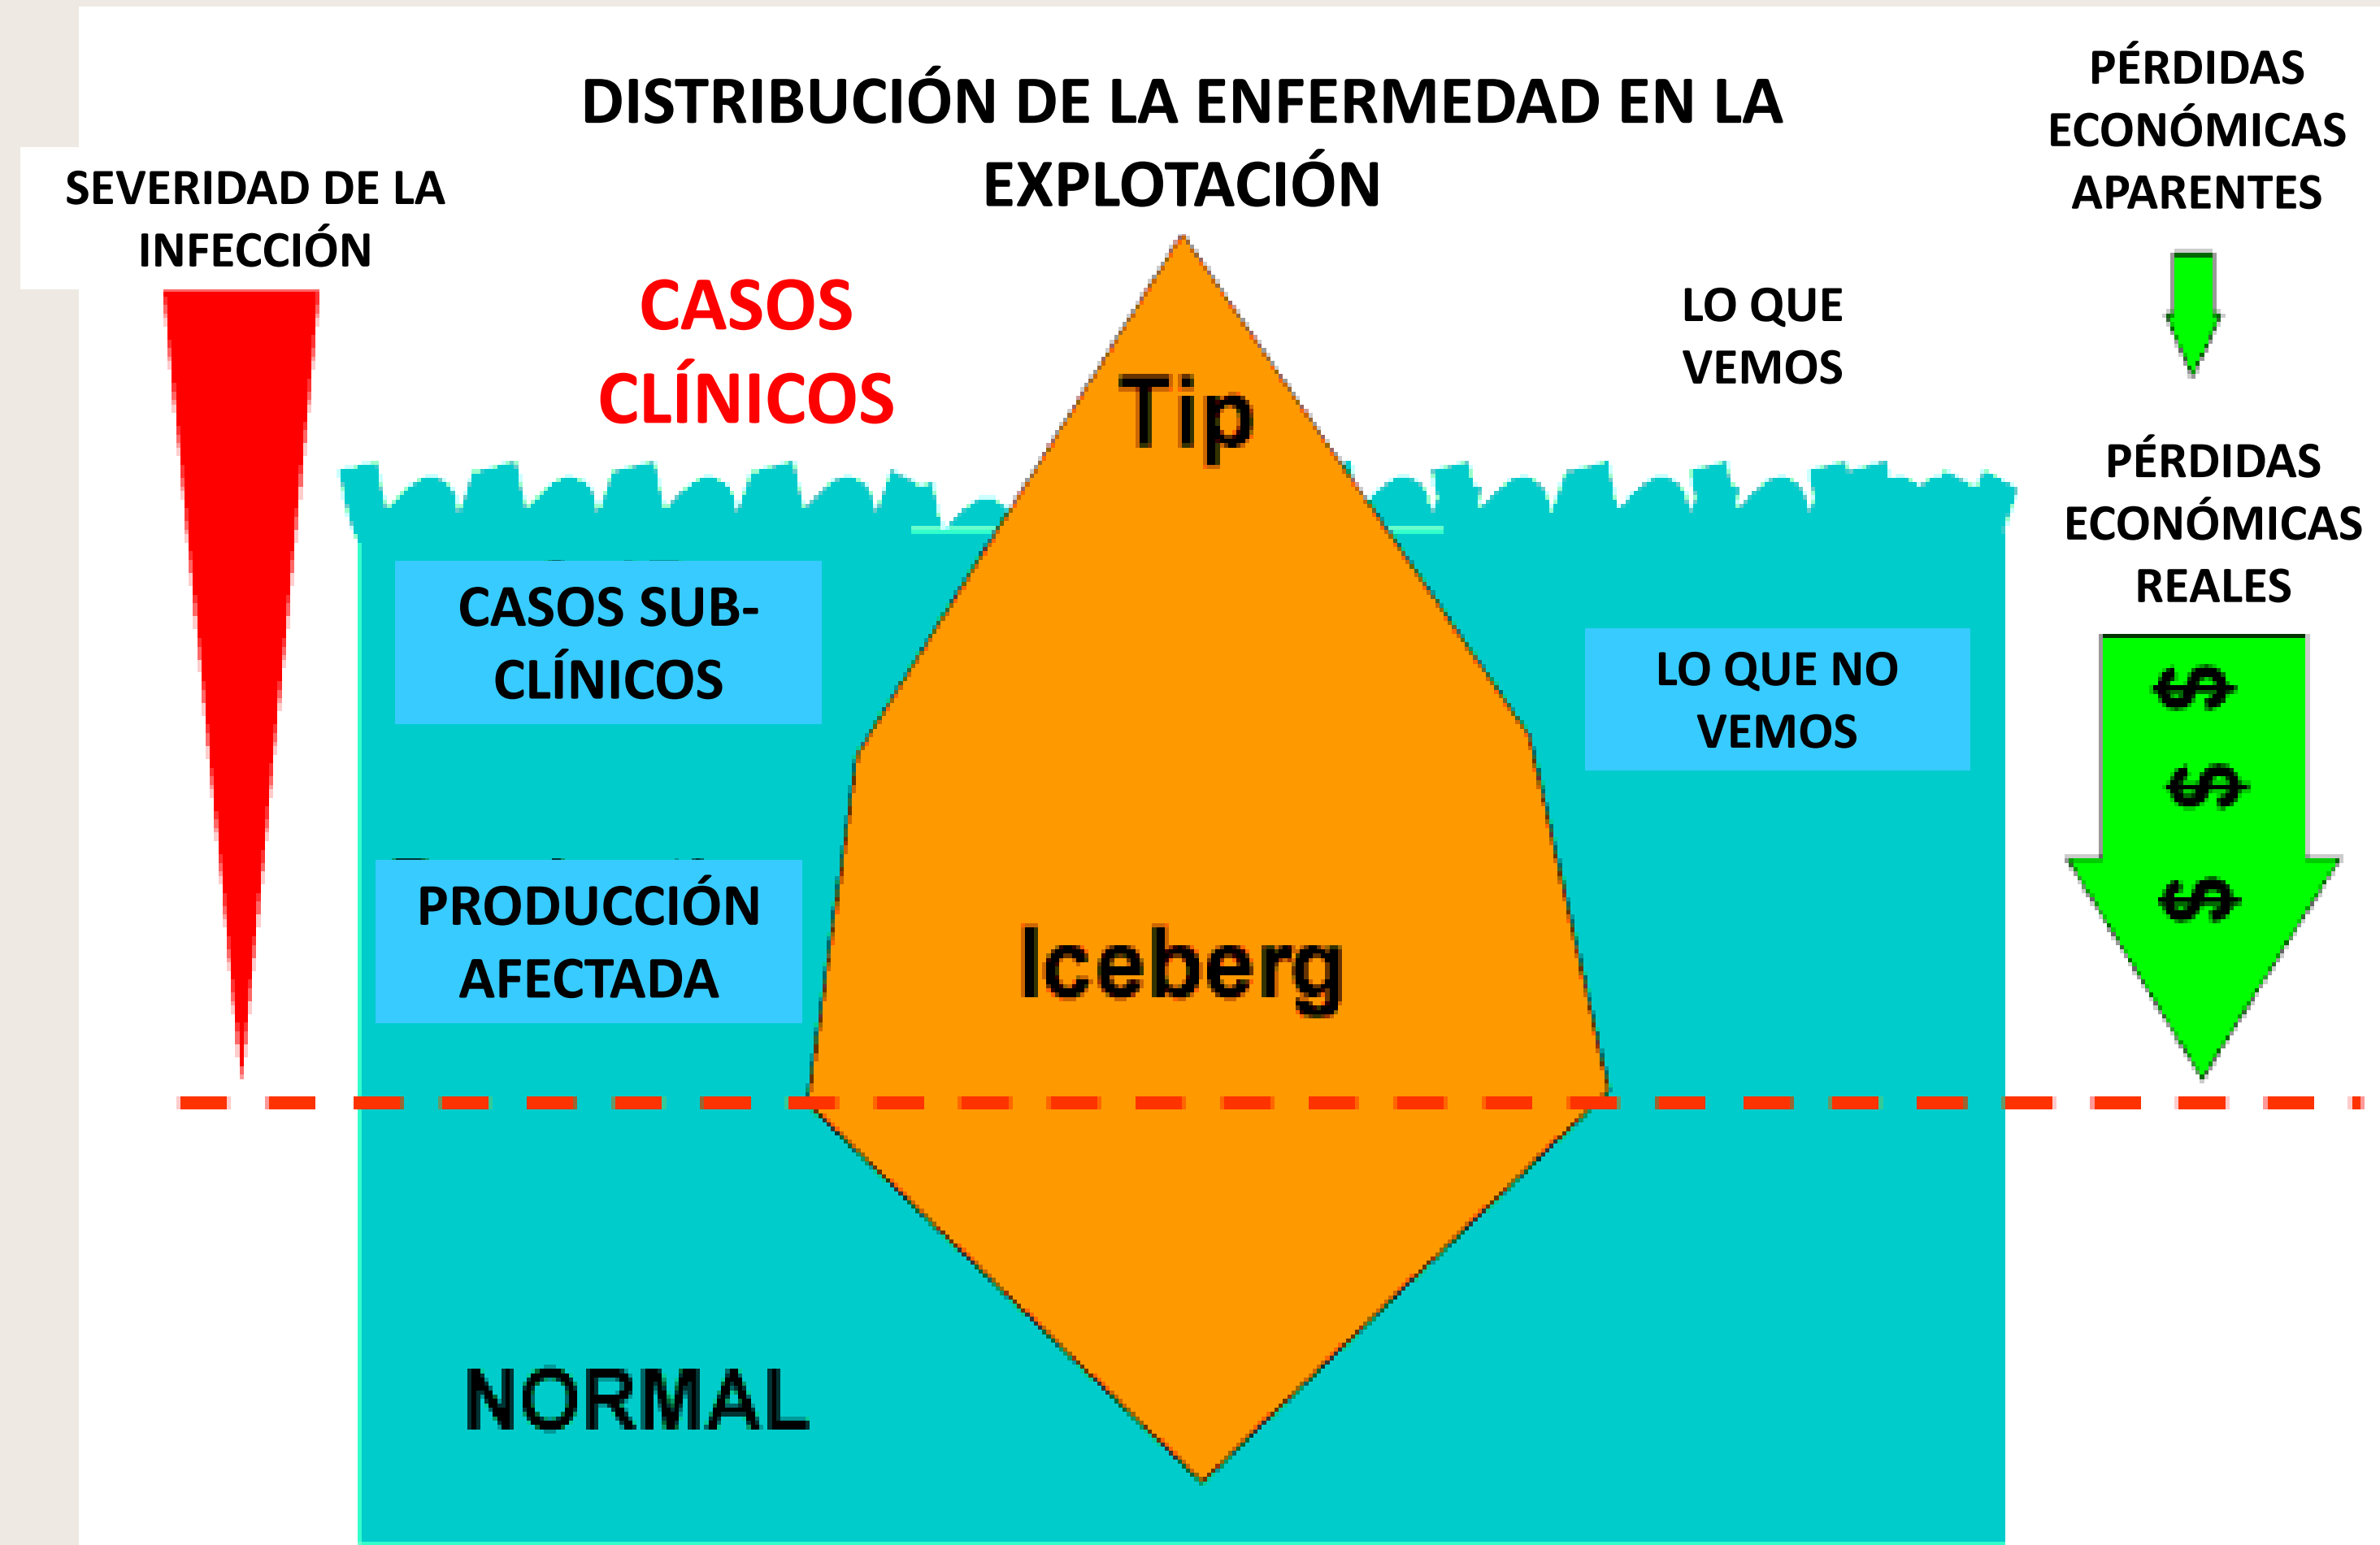 DISTRIBUCIÓN DE LA ENFERMEDAD EN LA
EXPLOTACIÓN
SEVERIDAD DE LA
INFECCIÓN
CASOS
CLÍNICOS
Tip
LO QUE
VEMOS
PÉRDIDAS
ECONÓMICAS
APARENTES
PÉRDIDAS
ECONÓMICAS
REALES
CASOS SUB-
CLÍNICOS
LO QUE NO
VEMOS
$
$
$
PRODUCCIÓN
AFECTADA
Iceberg
NORMAL